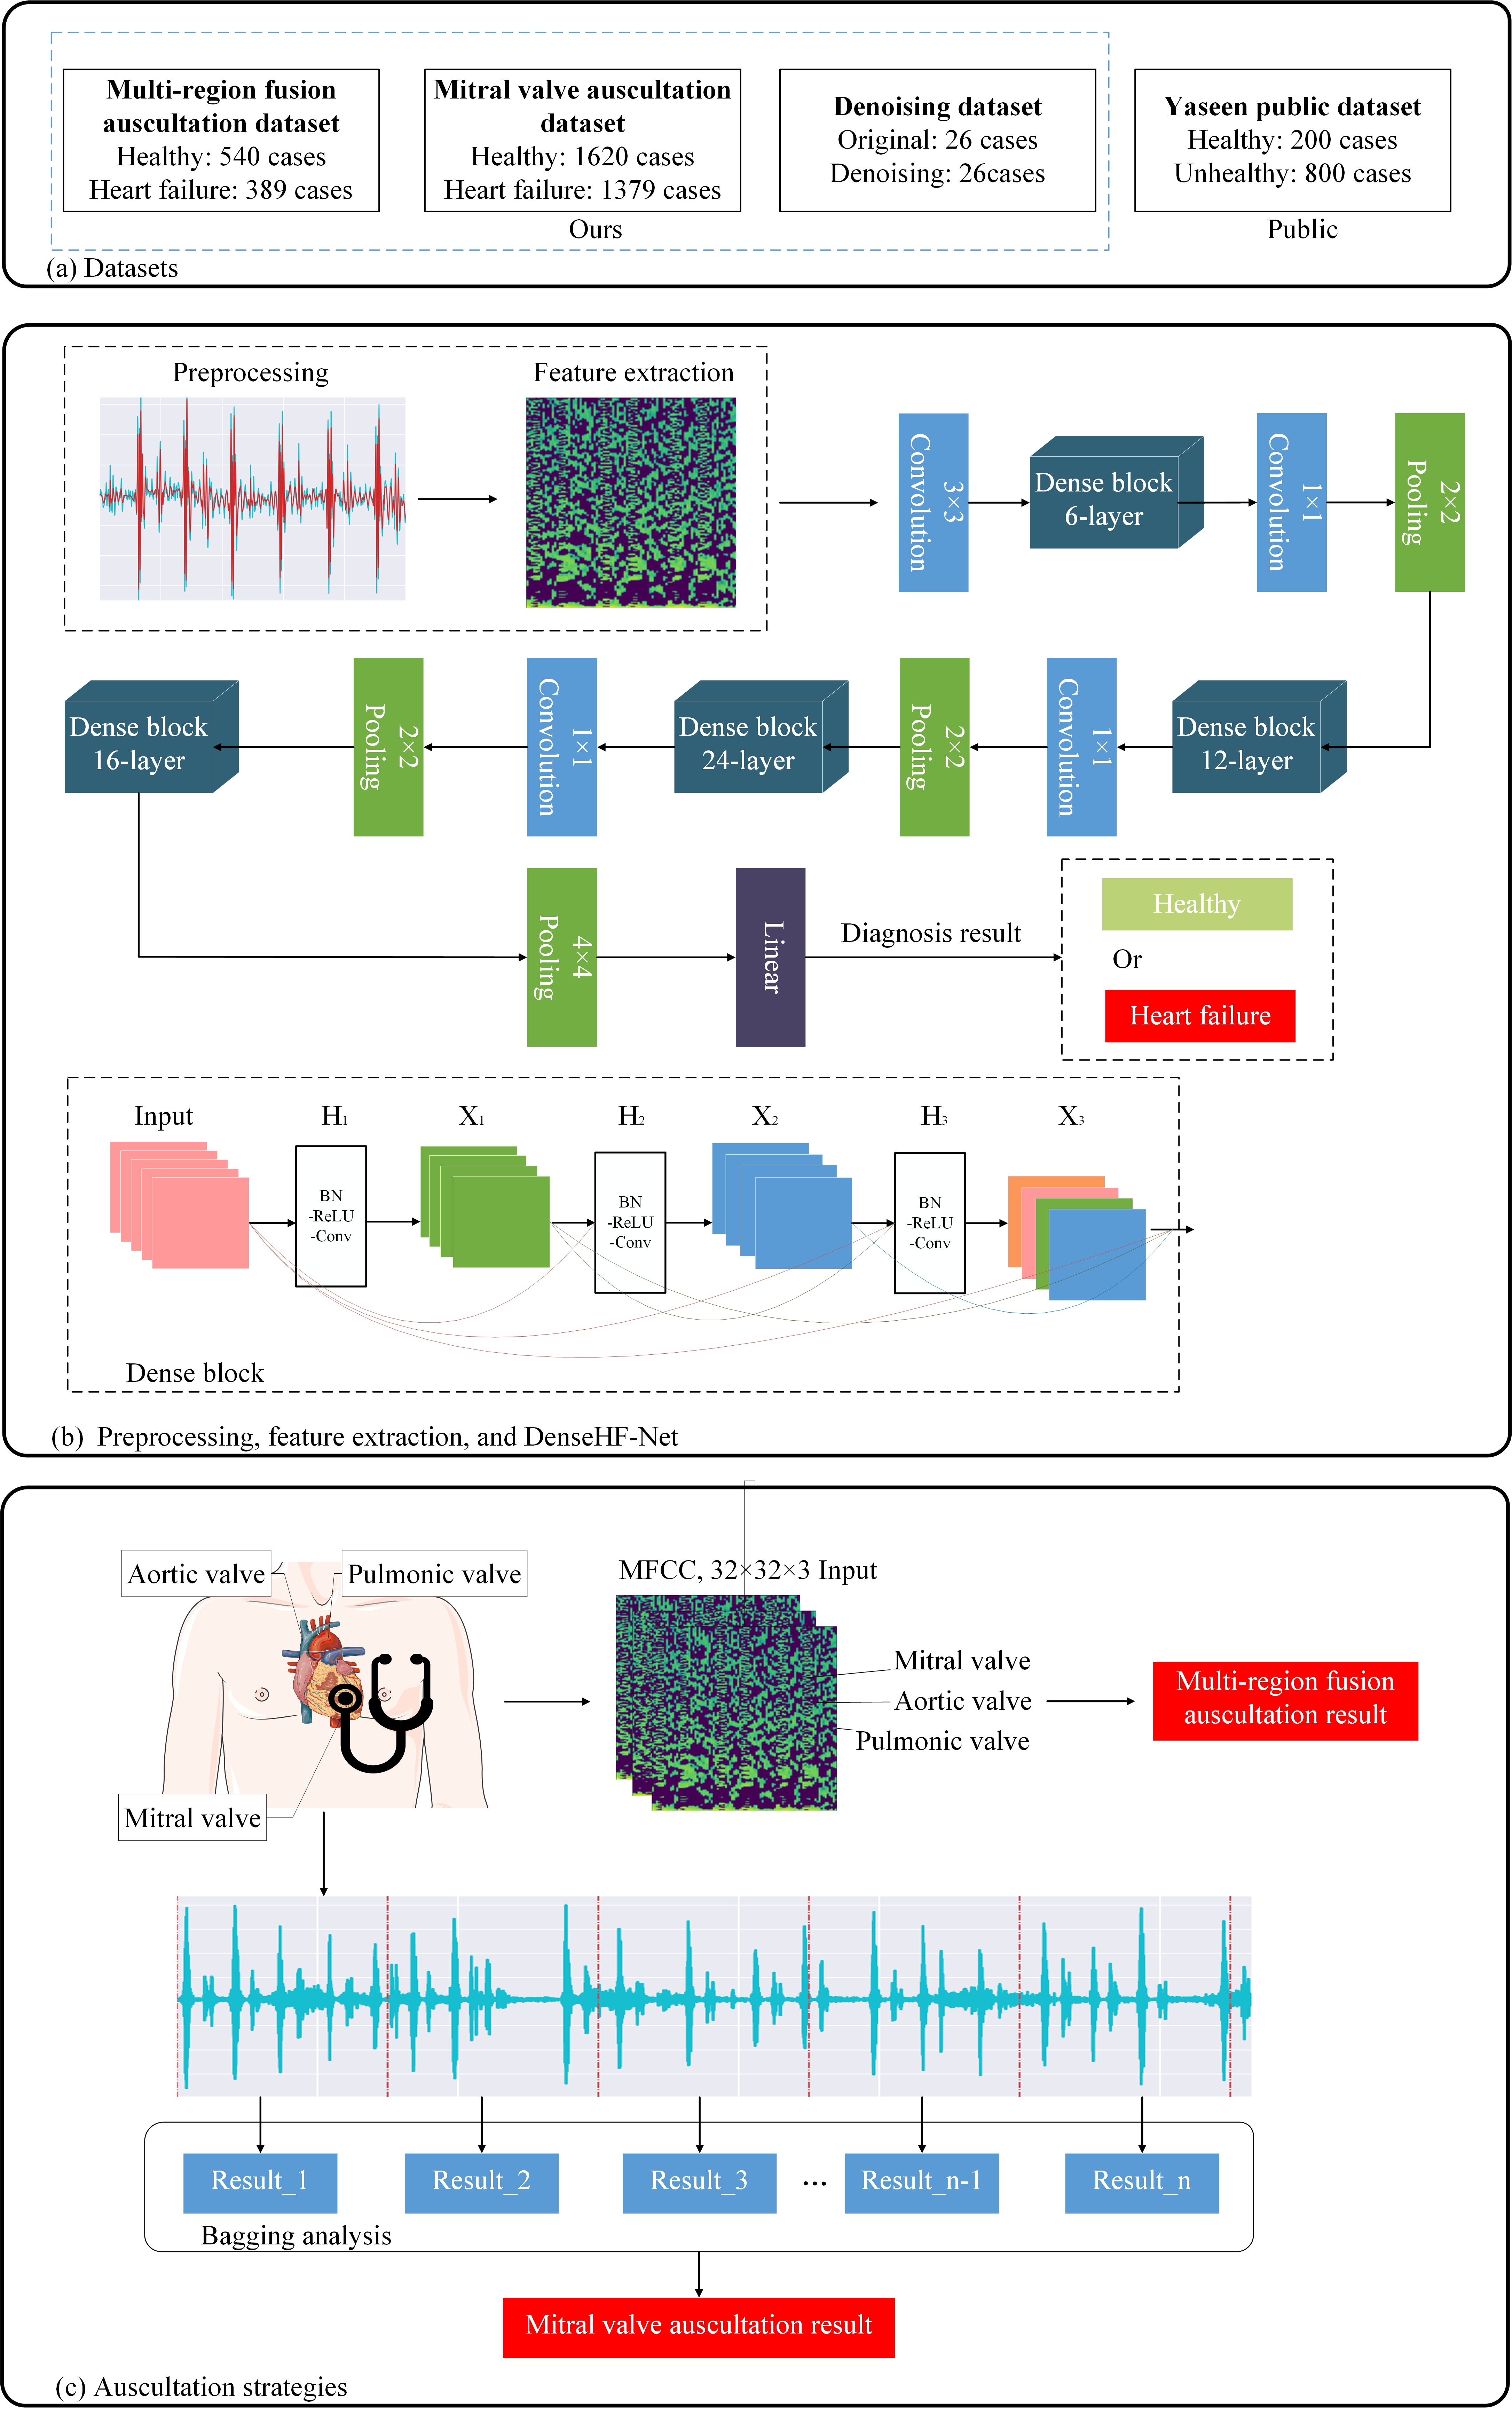 Multi-region fusion
auscultation dataset
Healthy: 540 cases
Heart failure: 389 cases
Mitral valve auscultation
dataset
Healthy: 1620 cases
Heart failure: 1379 cases
Denoising dataset
Original: 26 cases
Denoising: 26cases
Yaseen public dataset
Healthy: 200 cases
Unhealthy: 800 cases
Ours
Public
(a) Datasets
Preprocessing
Feature extraction
3×3
Convolution
Dense block
6-layer
1×1
Convolution
2×2
Pooling
Dense block
12-layer
1×1
Convolution
2×2
Pooling
Dense block
24-layer
1×1
Convolution
2×2
Pooling
Dense block
16-layer
4×4
Pooling
Linear
Diagnosis result
Healthy
Or
Heart failure
Input
H1
X1
H2
X2
H3
X3
BN
-ReLU
-Conv
BN
-ReLU
-Conv
BN
-ReLU
-Conv
Dense block
(b) Preprocessing, feature extraction, and DenseHF-Net
Aortic valve
Pulmonic valve
Mitral valve
MFCC, 32×32×3 Input
Mitral valve
Aortic valve
Pulmonic valve
Multi-region fusion
auscultation result
Result_1
Result_2
Result_3
...
Result_n-1
Result_n
Bagging analysis
Mitral valve auscultation result
(c) Auscultation strategies